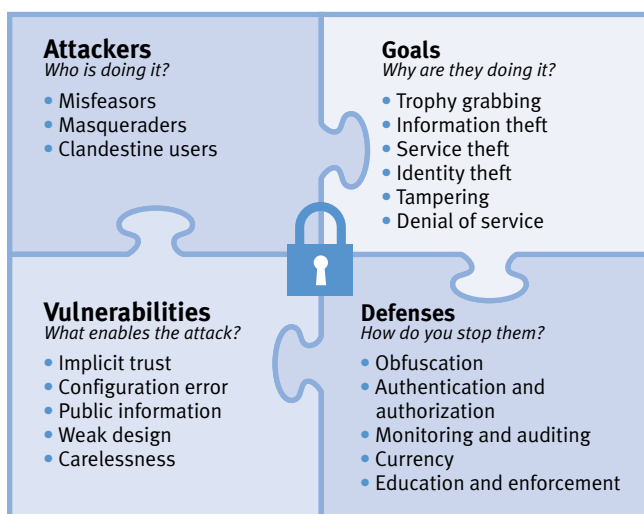 Attackers
Who is doing it?
• Misfeasors
• Masqueraders
• Clandestine users
Goals
Why are they doing it?
• Trophy grabbing
• Information theft
• Service theft
• Identity theft
• Tampering
• Denial of service
Vulnerabilities
What enables the attack?
• Implicit trust
• Configuration error
• Public information
• Weak design
• Carelessness
Defenses
How do you stop them?
• Obfuscation
• Authentication and
authorization
• Monitoring and auditing
• Currency
• Education and enforcement